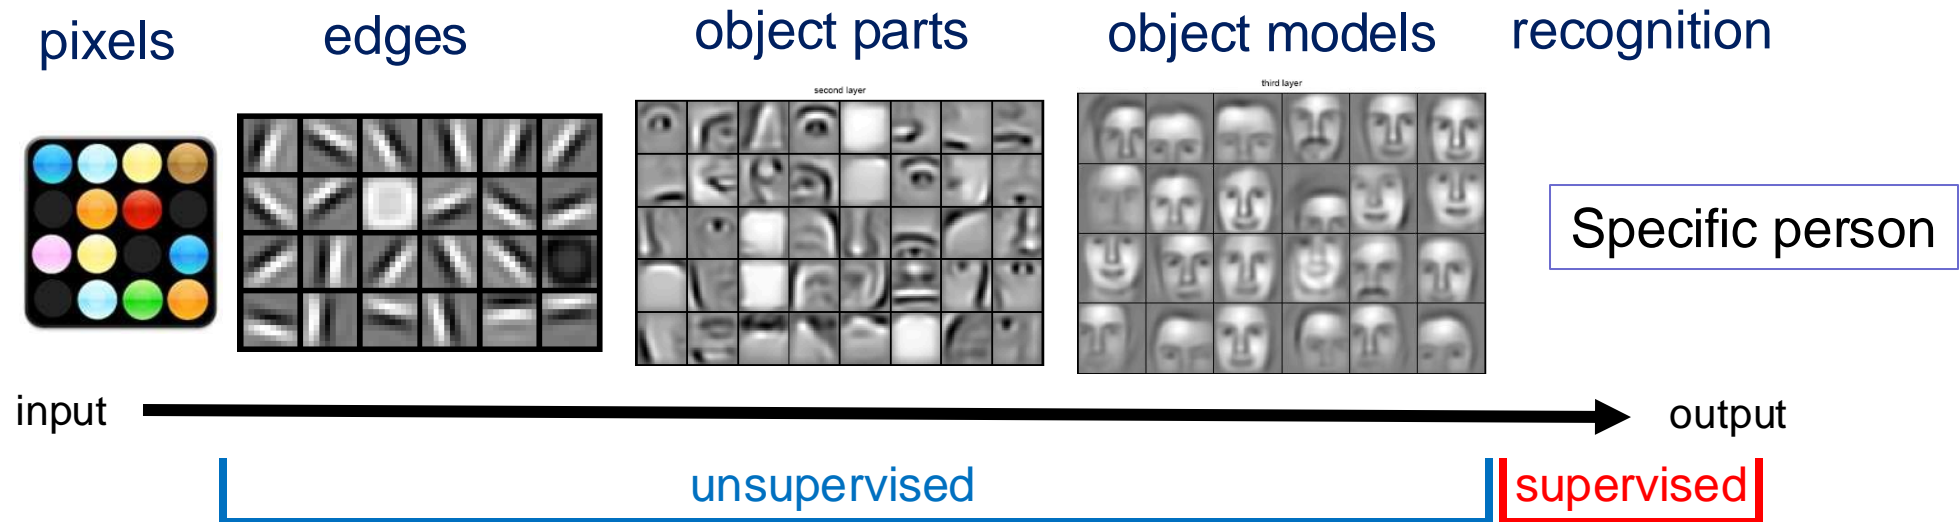 pixels
edges
object parts
object models
recognition
second layer
third layer
Specific person
input
output
unsupervised
supervised